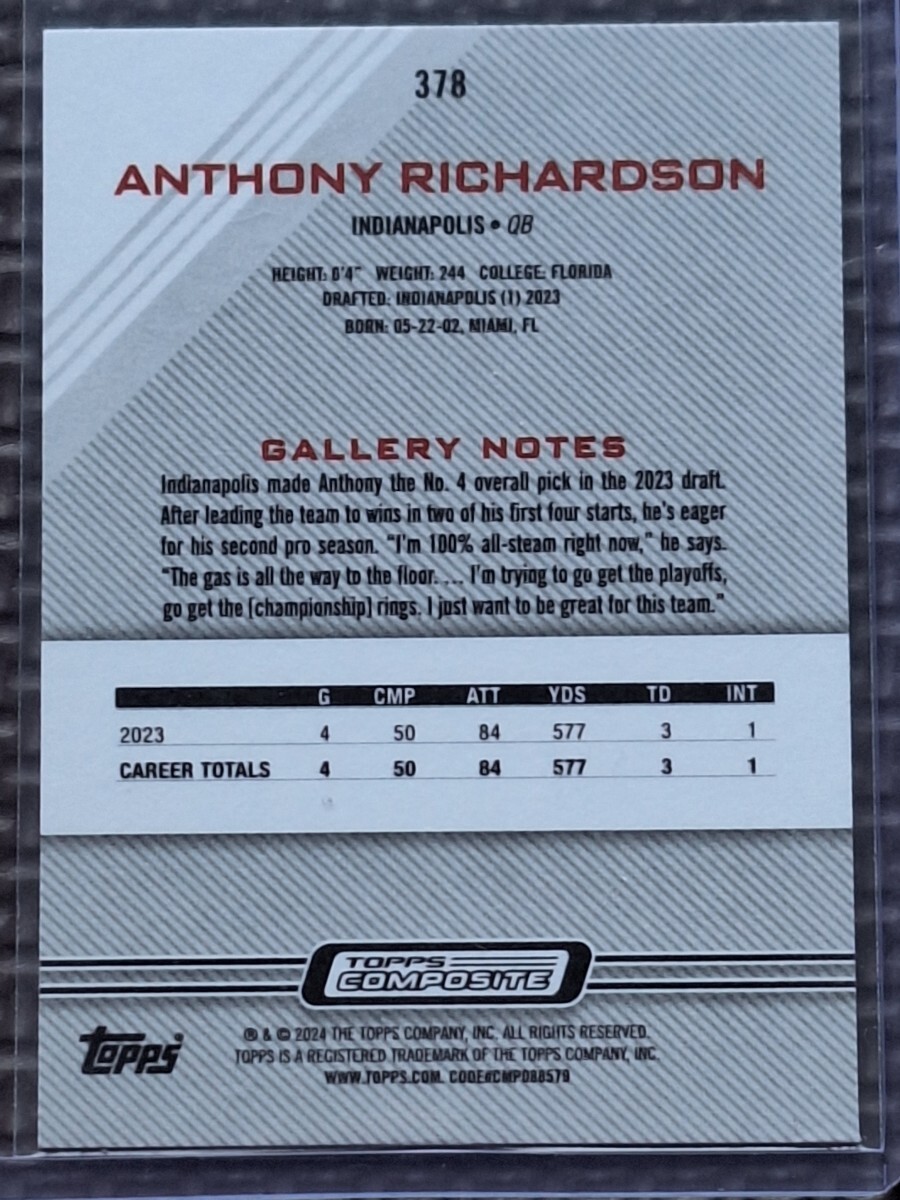 378
ANTHONY RICHARDSON
INDIANAPOLIS • QB
HEIGHT: 6'4" WEIGHT: 244 COLLEGE: FLORIDA
DRAFTED: INDIANAPOLIS (1) 2023
BORN: 05-22-02, MIAMI, FL
GALLERY NOTES
Indianapolis made Anthony the No. 4 overall pick in the 2023 draft.
After leading the team to wins in two of his first four starts, he's eager
for his second pro season. "I'm 100% all-steam right now," he says.
"The gas is all the way to the floor. ... I'm trying to go get the playoffs,
go get the [championship] rings. I just want to be great for this team."
G CMP ATT YDS TD INT
2023 4 50 84 577 3 1
CAREER TOTALS 4 50 84 577 3 1
TOPPS
COMPOSITE
topps
® & © 2024 THE TOPPS COMPANY, INC. ALL RIGHTS RESERVED.
TOPPS IS A REGISTERED TRADEMARK OF THE TOPPS COMPANY, INC.
WWW.TOPPS.COM. CODE#CMP088579